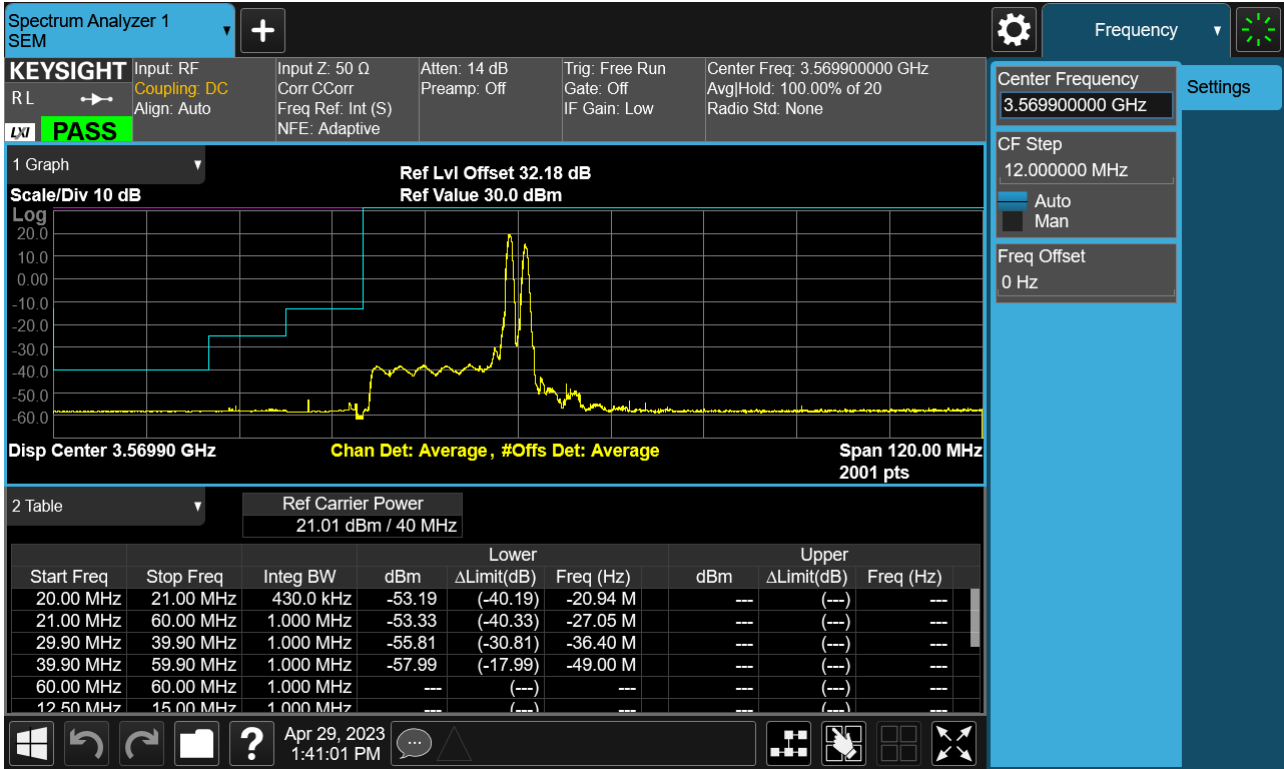 Spectrum Analyzer 1
SEM
Frequency
KEYSIGHT
Input: RF
Input Z: 50 Ω
Atten: 14 dB
Trig: Free Run
Center Freq: 3.569900000 GHz
R L
Coupling: DC
Corr CCorr
Preamp: Off
Gate: Off
Avg|Hold: 100.00% of 20
Align: Auto
Freq Ref: Int (S)
IF Gain: Low
Radio Std: None
LXI
PASS
NFE: Adaptive
Center Frequency
3.569900000 GHz
Settings
CF Step
12.000000 MHz
Auto
Man
Freq Offset
0 Hz
1 Graph
Ref Lvl Offset 32.18 dB
Scale/Div 10 dB
Ref Value 30.0 dBm
Log
20.0
10.0
0.00
-10.0
-20.0
-30.0
-40.0
-50.0
-60.0
Disp Center 3.56990 GHz
Chan Det: Average , #Offs Det: Average
Span 120.00 MHz
2001 pts
2 Table
Ref Carrier Power
21.01 dBm / 40 MHz
Lower Upper
Start Freq Stop Freq Integ BW dBm ΔLimit(dB) Freq (Hz) dBm ΔLimit(dB) Freq (Hz)
20.00 MHz 21.00 MHz 430.0 kHz -53.19 (-40.19) -20.94 M --- (---) ---
21.00 MHz 60.00 MHz 1.000 MHz -53.33 (-40.33) -27.05 M --- (---) ---
29.90 MHz 39.90 MHz 1.000 MHz -55.81 (-30.81) -36.40 M --- (---) ---
39.90 MHz 59.90 MHz 1.000 MHz -57.99 (-17.99) -49.00 M --- (---) ---
60.00 MHz 60.00 MHz 1.000 MHz --- (---) --- --- (---) ---
12.50 MHz 15.00 MHz 1.000 MHz --- (---) --- --- (---) ---
?
Apr 29, 2023
1:41:01 PM